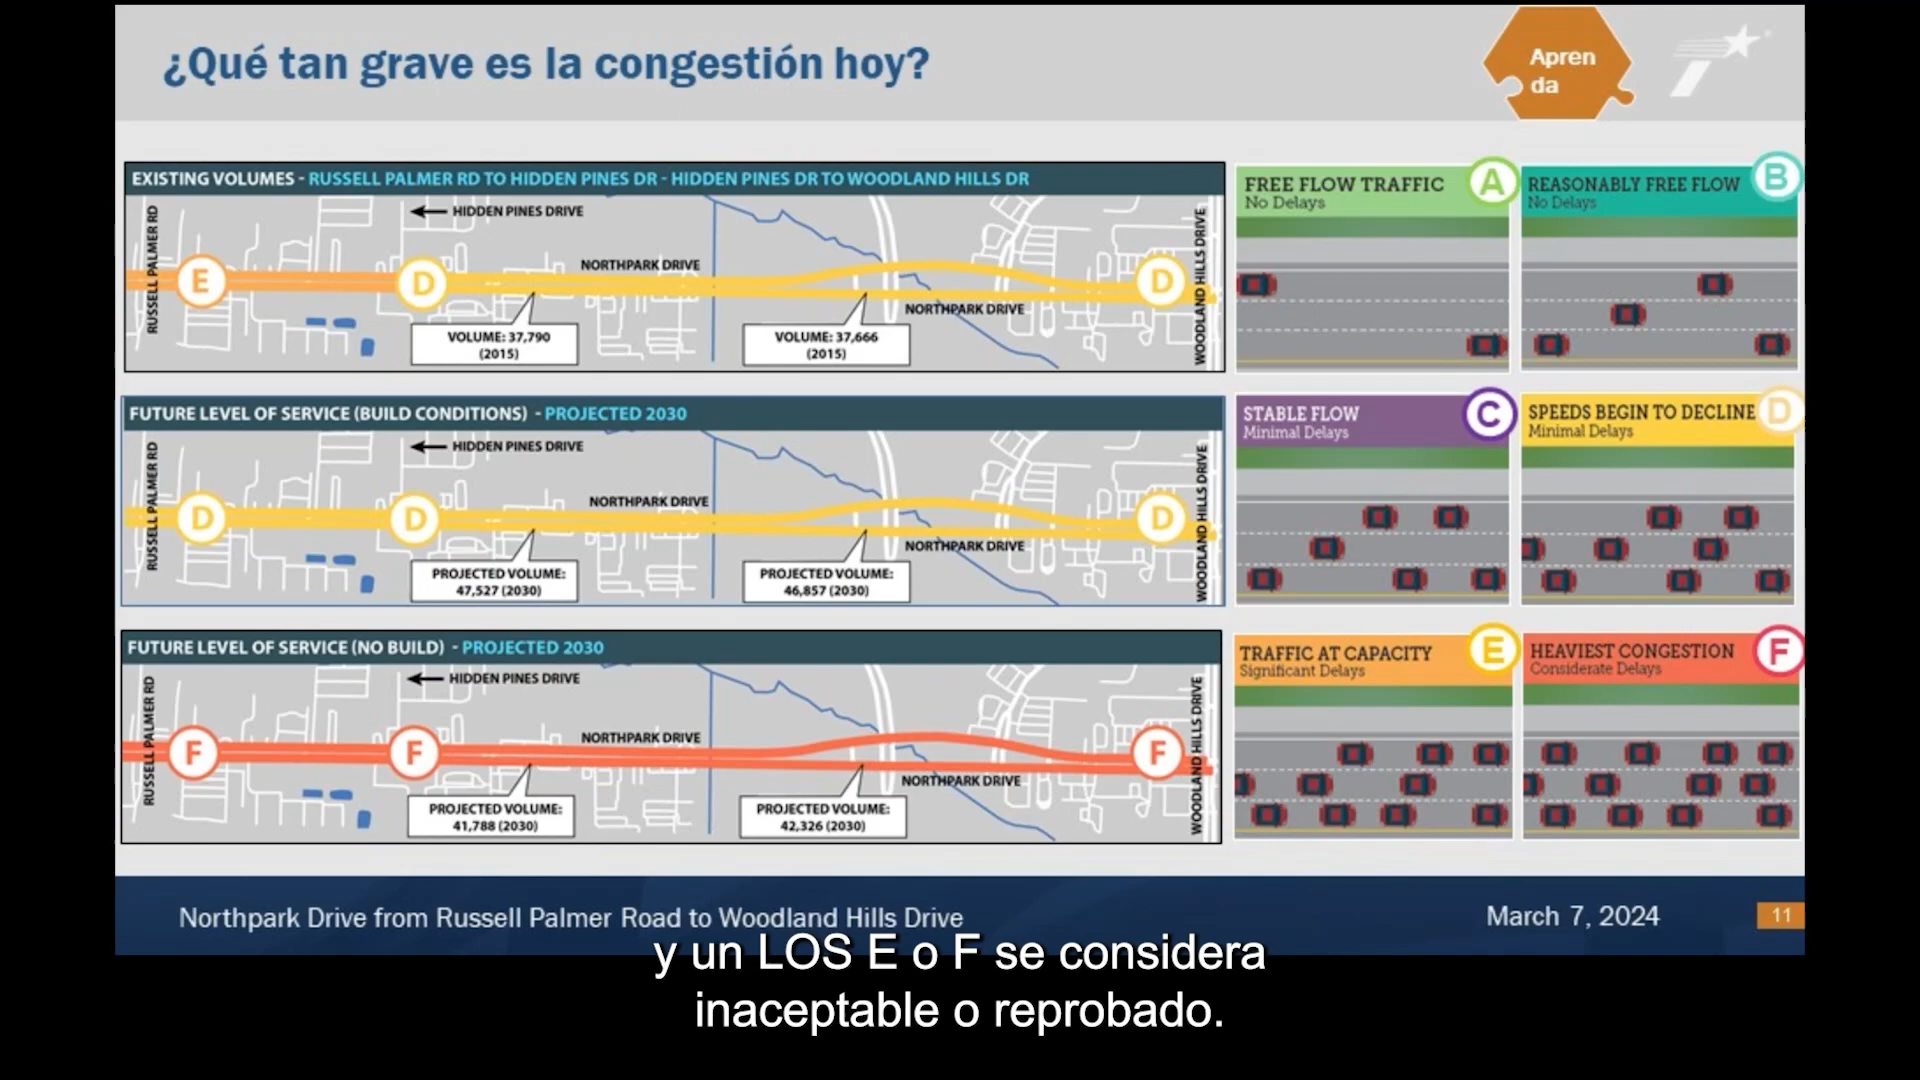 ¿Qué tan grave es la congestión hoy?
Apren
da
EXISTING VOLUMES - RUSSELL PALMER RD TO HIDDEN PINES DR - HIDDEN PINES DR TO WOODLAND HILLS DR
HIDDEN PINES DRIVE
RUSSELL PALMER RD
E
D
NORTHPARK DRIVE
D
NORTHPARK DRIVE
WOODLAND HILLS DRIVE
VOLUME: 37,790
(2015)
VOLUME: 37,666
(2015)
FUTURE LEVEL OF SERVICE (BUILD CONDITIONS) - PROJECTED 2030
HIDDEN PINES DRIVE
RUSSELL PALMER RD
D
D
NORTHPARK DRIVE
D
NORTHPARK DRIVE
WOODLAND HILLS DRIVE
PROJECTED VOLUME:
47,527 (2030)
PROJECTED VOLUME:
46,857 (2030)
FUTURE LEVEL OF SERVICE (NO BUILD) - PROJECTED 2030
HIDDEN PINES DRIVE
RUSSELL PALMER RD
F
F
NORTHPARK DRIVE
F
NORTHPARK DRIVE
WOODLAND HILLS DRIVE
PROJECTED VOLUME:
41,788 (2030)
PROJECTED VOLUME:
42,326 (2030)
FREE FLOW TRAFFIC
No Delays
A
REASONABLY FREE FLOW
No Delays
B
STABLE FLOW
Minimal Delays
C
SPEEDS BEGIN TO DECLINE
Minimal Delays
D
TRAFFIC AT CAPACITY
Significant Delays
E
HEAVIEST CONGESTION
Considerate Delays
F
Northpark Drive from Russell Palmer Road to Woodland Hills Drive
March 7, 2024
11
y un LOS E o F se considera
inaceptable o reprobado.